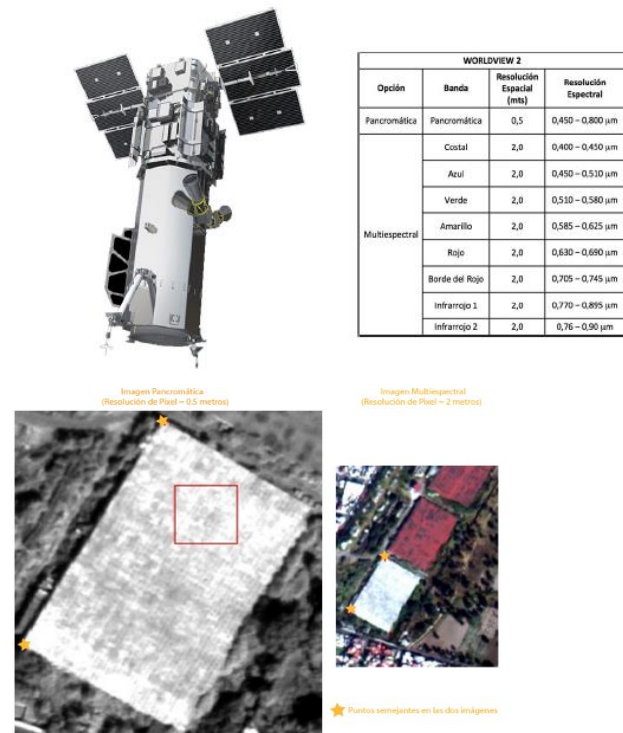 WORLDVIEW 2
Opción Banda Resolución Espacial (mts) Resolución Espectral
Pancromática Pancromática 0,5 0,450 – 0,800 µm
Multiespectral Costal 2,0 0,400 – 0,450 µm
Azul 2,0 0,450 – 0,510 µm
Verde 2,0 0,510 – 0,580 µm
Amarillo 2,0 0,585 – 0,625 µm
Rojo 2,0 0,630 – 0,690 µm
Borde del Rojo 2,0 0,705 – 0,745 µm
Infrarrojo 1 2,0 0,770 – 0,895 µm
Infrarrojo 2 2,0 0,76 – 0,90 µm
Imagen Pancromática
(Resolución de Pixel – 0.5 metros)
Imagen Multiespectral
(Resolución de Pixel – 2 metros)
Puntos semejantes en las dos imágenes